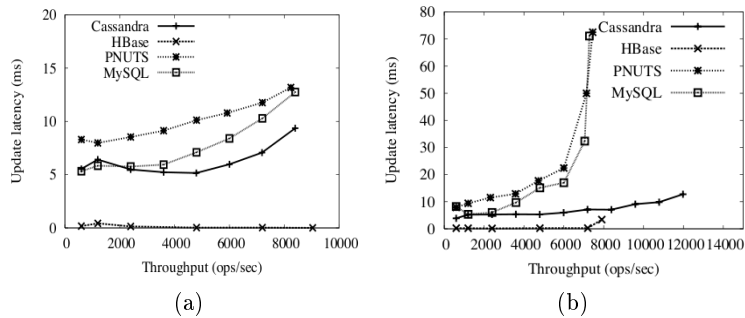 (a)
Cassandra
HBase
PNUTS
MySQL
Update latency (ms)
20
15
10
5
0
0 2000 4000 6000 8000 10000
Throughput (ops/sec)
(b)
Cassandra
HBase
PNUTS
MySQL
Update latency (ms)
80
70
60
50
40
30
20
10
0
0 2000 4000 6000 8000 10000 12000 14000
Throughput (ops/sec)
(a)
(b)